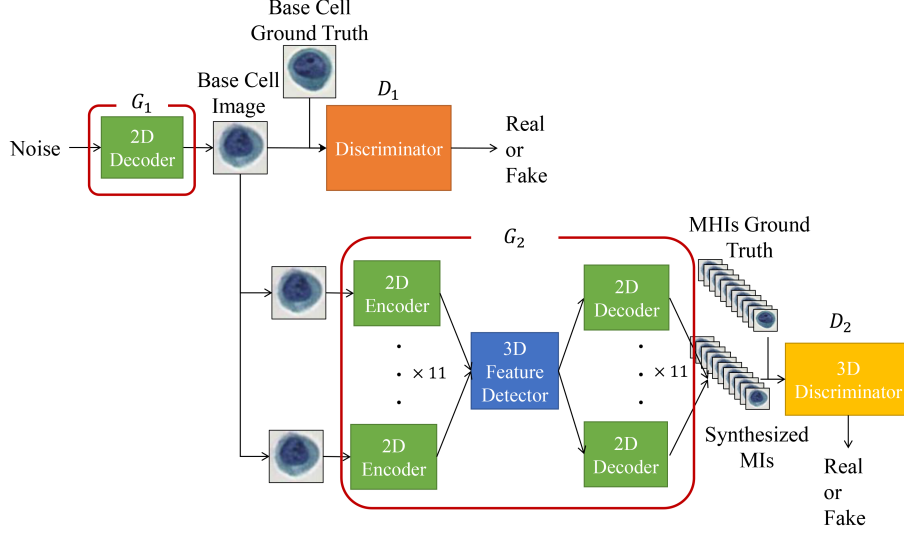 Base Cell
Ground Truth
Base Cell
Image
G₁
D₁
Noise
2D
Decoder
Discriminator
Real
or
Fake
G₂
MHIs Ground
Truth
2D
Encoder
2D
Decoder
D₂
3D
Feature
Detector
× 11
× 11
3D
Discriminator
2D
Encoder
2D
Decoder
Synthesized
MIs
Real
or
Fake